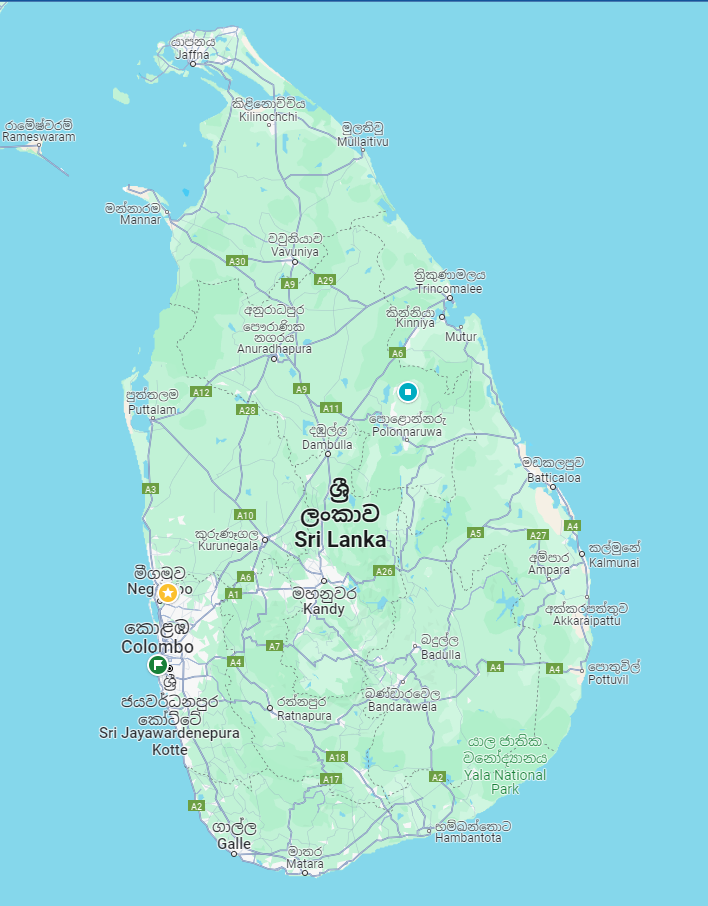 යාපනය
Jaffna
කිළිනොච්චිය
Kilinochchi
රාමේෂ්වරම්
Rameswaram
මුලතිවු
Mullaitivu
මන්නාරම
Mannar
වවුනියාව
Vavuniya
A30
A9
A29
ත්‍රිකුණාමලය
Trincomalee
අනුරාධපුර
පෞරාණික
නගරය
Anuradhapura
කින්නියා
Kinniya
Mutur
A6
පුත්තලම
Puttalam
A12
A9
A28
A11
පොළොන්නරු
Polonnaruwa
දඹුල්ල
Dambulla
මඩකලපුව
Batticaloa
A3
ශ්‍රී
ලංකාව
Sri Lanka
A10
කුරුණෑගල
Kurunegala
A5
A27
A4
කල්මුනේ
Kalmunai
අම්පාර
Ampara
මීගමුව
A6
A1
A26
මහනුවර
Kandy
අක්කරපත්තුව
Akkaraipattu
කොළඹ
Colombo
A7
A4
බදුල්ල
Badulla
A4
A4
පොතුවිල්
Pottuvil
ශ්‍රී
ජයවර්ධනපුර
කෝට්ටේ
Sri Jayawardenepura
Kotte
රත්නපුර
Ratnapura
බණ්ඩාරවෙල
Bandarawela
යාල ජාතික
වනෝද්‍යානය
Yala National
Park
A18
A17
A2
A2
ගාල්ල
Galle
මාතර
Matara
හම්බන්තොට
Hambantota